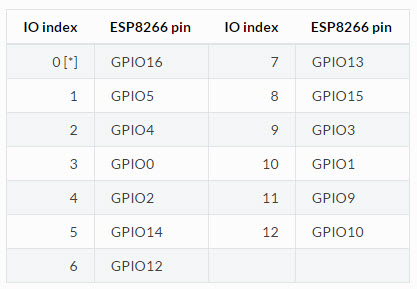 IO index ESP8266 pin IO index ESP8266 pin
0 [*] GPIO16 7 GPIO13
1 GPIO5 8 GPIO15
2 GPIO4 9 GPIO3
3 GPIO0 10 GPIO1
4 GPIO2 11 GPIO9
5 GPIO14 12 GPIO10
6 GPIO12